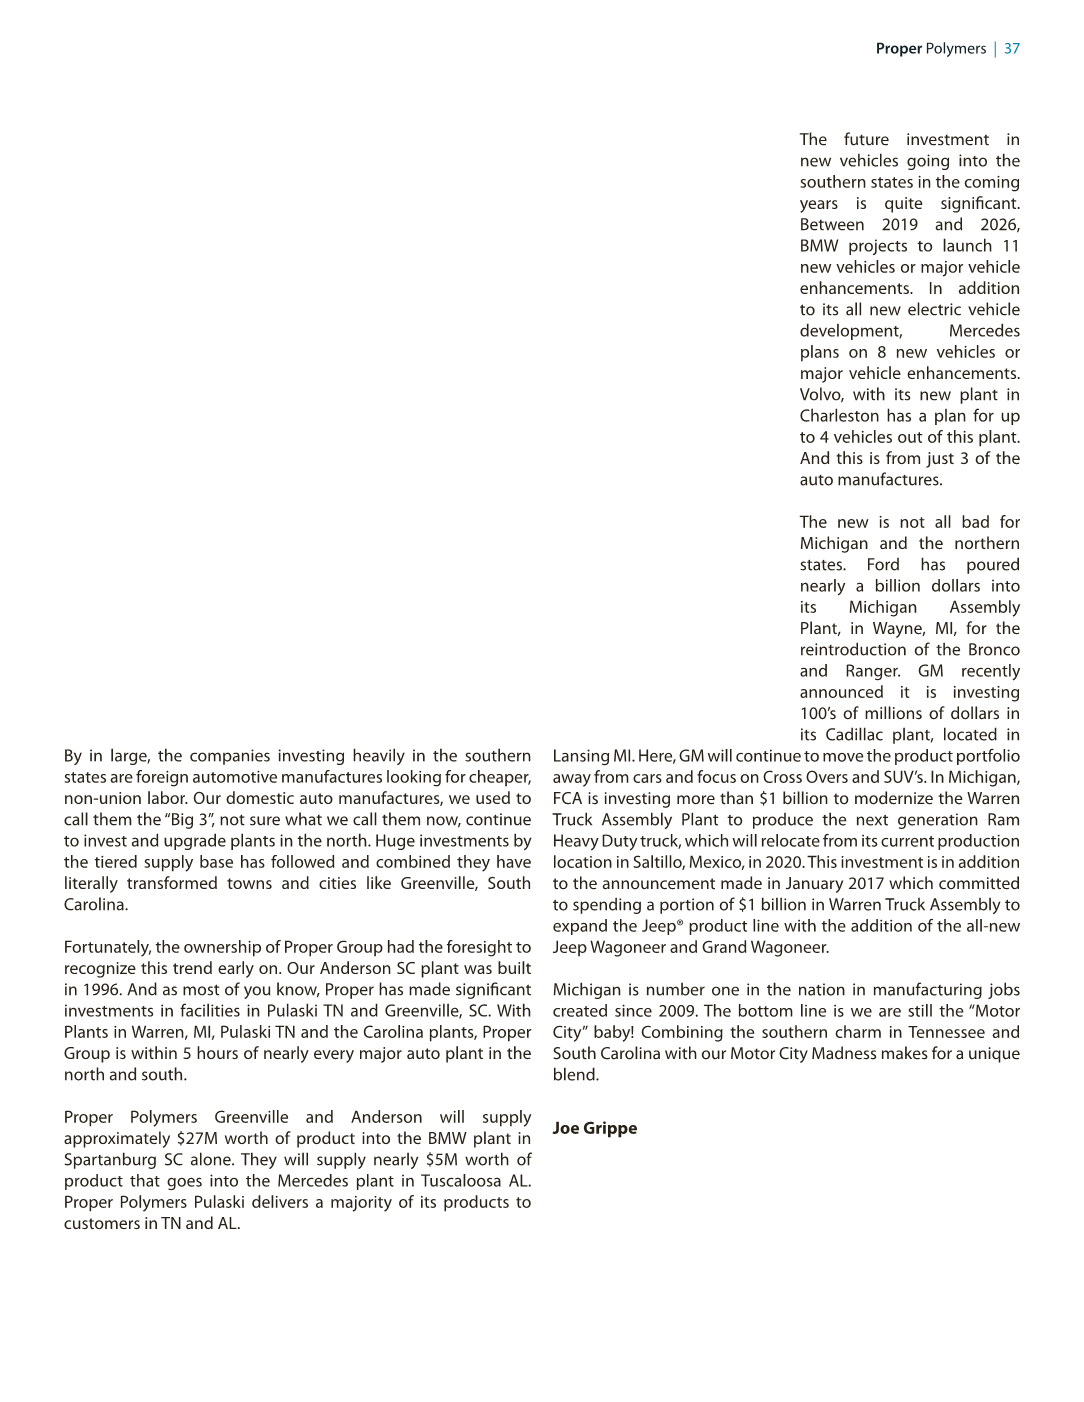 Proper Polymers | 37
By in large, the companies investing heavily in the southern
states are foreign automotive manufactures looking for cheaper,
non-union labor. Our domestic auto manufactures, we used to
call them the “Big 3”, not sure what we call them now, continue
to invest and upgrade plants in the north. Huge investments by
the tiered supply base has followed and combined they have
literally transformed towns and cities like Greenville, South
Carolina.
Fortunately, the ownership of Proper Group had the foresight to
recognize this trend early on. Our Anderson SC plant was built
in 1996. And as most of you know, Proper has made significant
investments in facilities in Pulaski TN and Greenville, SC. With
Plants in Warren, MI, Pulaski TN and the Carolina plants, Proper
Group is within 5 hours of nearly every major auto plant in the
north and south.
Proper Polymers Greenville and Anderson will supply
approximately $27M worth of product into the BMW plant in
Spartanburg SC alone. They will supply nearly $5M worth of
product that goes into the Mercedes plant in Tuscaloosa AL.
Proper Polymers Pulaski delivers a majority of its products to
customers in TN and AL.
The future investment in
new vehicles going into the
southern states in the coming
years is quite significant.
Between 2019 and 2026,
BMW projects to launch 11
new vehicles or major vehicle
enhancements. In addition
to its all new electric vehicle
development, Mercedes
plans on 8 new vehicles or
major vehicle enhancements.
Volvo, with its new plant in
Charleston has a plan for up
to 4 vehicles out of this plant.
And this is from just 3 of the
auto manufactures.
The new is not all bad for
Michigan and the northern
states. Ford has poured
nearly a billion dollars into
its Michigan Assembly
Plant, in Wayne, MI, for the
reintroduction of the Bronco
and Ranger. GM recently
announced it is investing
100’s of millions of dollars in
its Cadillac plant, located in
Lansing MI. Here, GM will continue to move the product portfolio
away from cars and focus on Cross Overs and SUV’s. In Michigan,
FCA is investing more than $1 billion to modernize the Warren
Truck Assembly Plant to produce the next generation Ram
Heavy Duty truck, which will relocate from its current production
location in Saltillo, Mexico, in 2020. This investment is in addition
to the announcement made in January 2017 which committed
to spending a portion of $1 billion in Warren Truck Assembly to
expand the Jeep® product line with the addition of the all-new
Jeep Wagoneer and Grand Wagoneer.
Michigan is number one in the nation in manufacturing jobs
created since 2009. The bottom line is we are still the “Motor
City” baby! Combining the southern charm in Tennessee and
South Carolina with our Motor City Madness makes for a unique
blend.
Joe Grippe